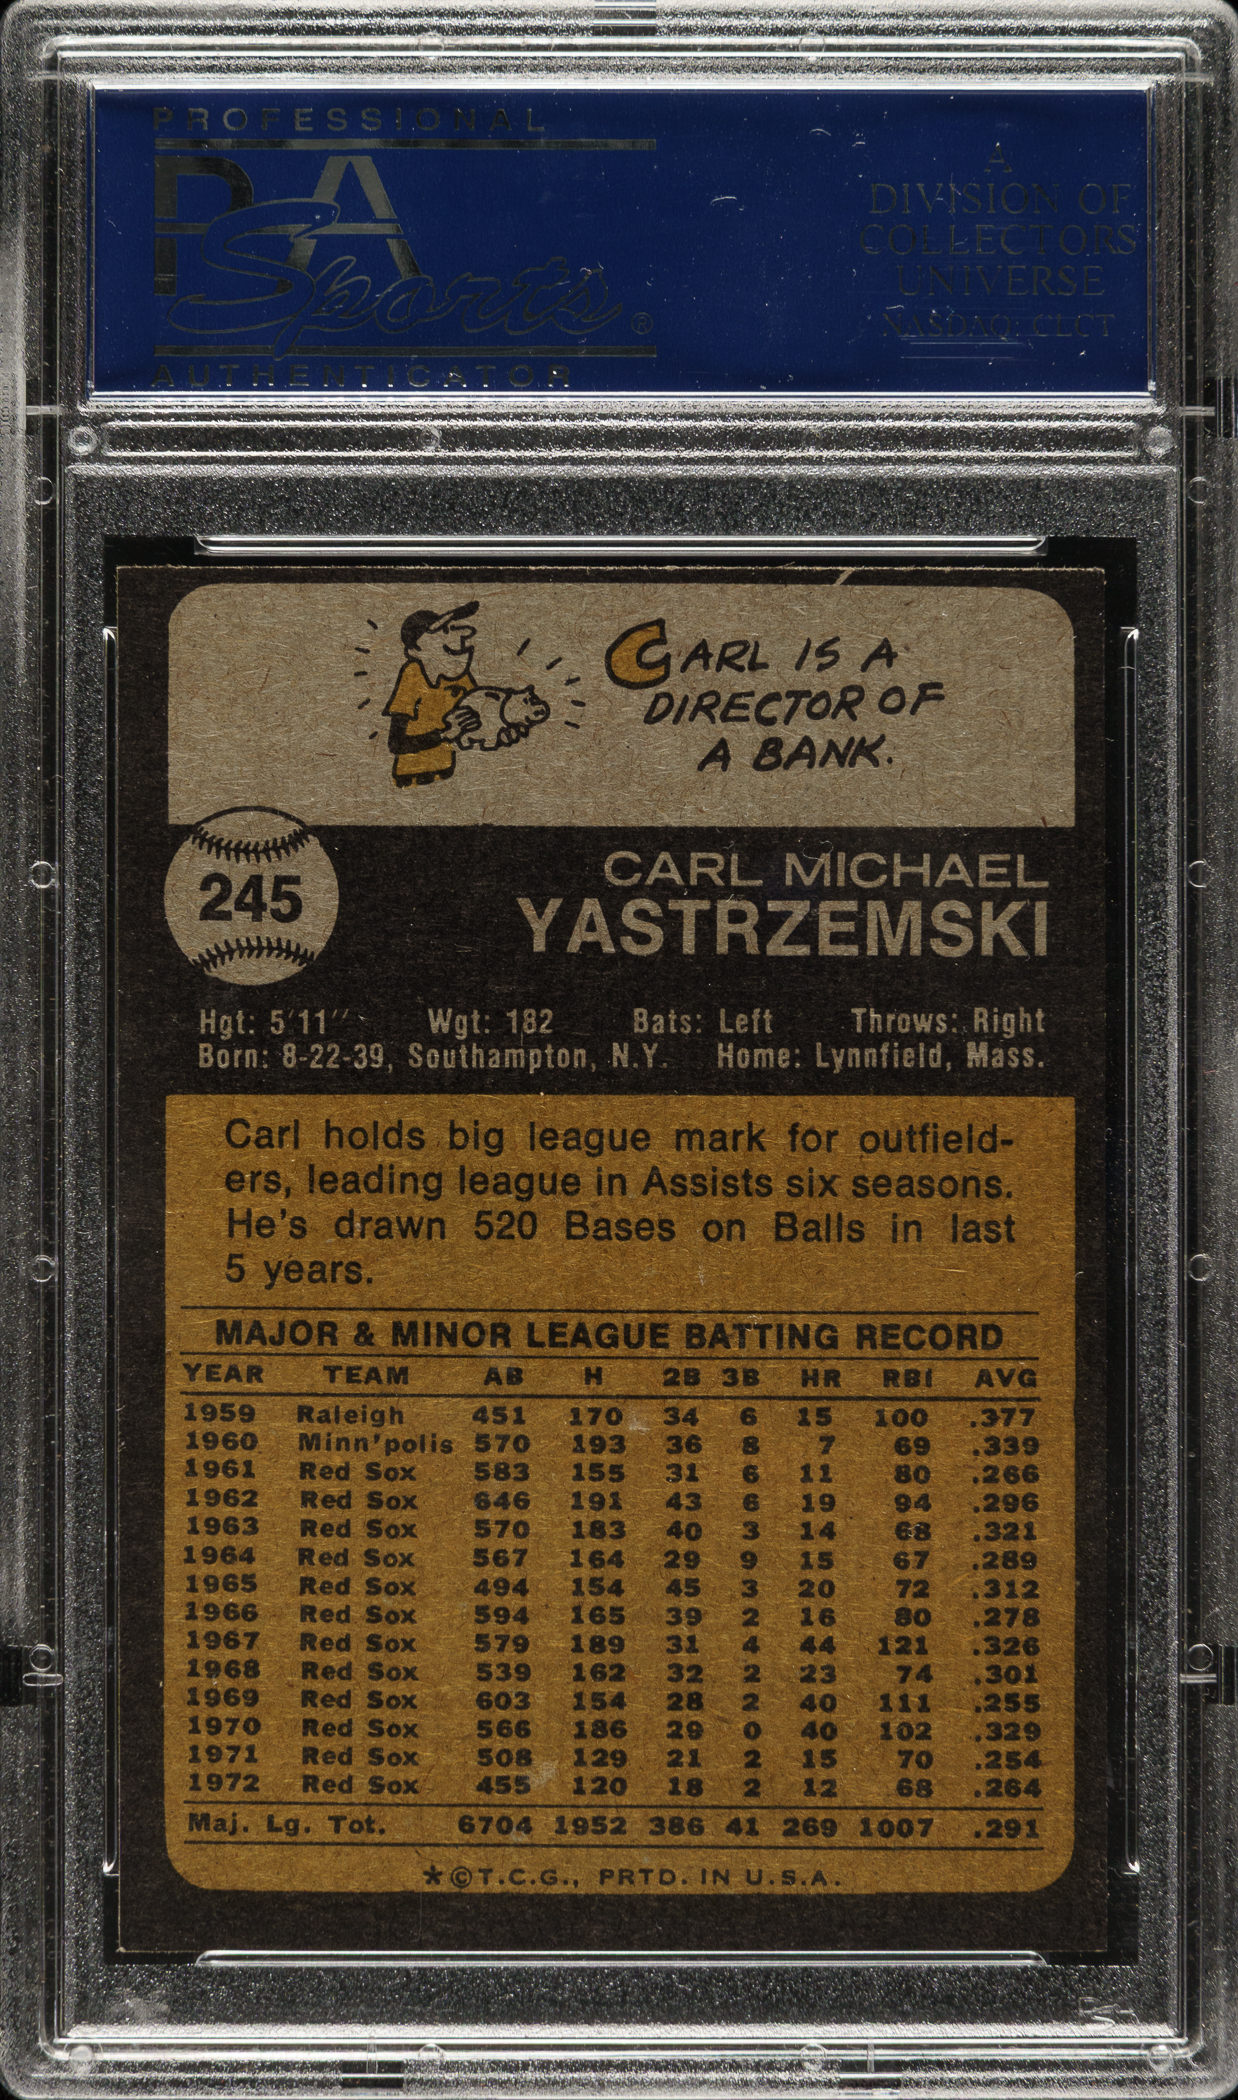 PROFESSIONAL
PSA
Sports®
AUTHENTICATOR
A
DIVISION OF
COLLECTORS
UNIVERSE
NASDAQ: CLCT
CARL IS A
DIRECTOR OF
A BANK.
245
CARL MICHAEL
YASTRZEMSKI
Hgt: 5'11" Wgt: 182 Bats: Left Throws: Right
Born: 8-22-39, Southampton, N.Y. Home: Lynnfield, Mass.
Carl holds big league mark for outfield-
ers, leading league in Assists six seasons.
He's drawn 520 Bases on Balls in last
5 years.
MAJOR & MINOR LEAGUE BATTING RECORD
YEAR TEAM AB H 2B 3B HR RBI AVG
1959 Raleigh 451 170 34 6 15 100 .377
1960 Minn'polis 570 193 36 8 7 69 .339
1961 Red Sox 583 155 31 6 11 80 .266
1962 Red Sox 646 191 43 6 19 94 .296
1963 Red Sox 570 183 40 3 14 68 .321
1964 Red Sox 567 164 29 9 15 67 .289
1965 Red Sox 494 154 45 3 20 72 .312
1966 Red Sox 594 165 39 2 16 80 .278
1967 Red Sox 579 189 31 4 44 121 .326
1968 Red Sox 539 162 32 2 23 74 .301
1969 Red Sox 603 154 28 2 40 111 .255
1970 Red Sox 566 186 29 0 40 102 .329
1971 Red Sox 508 129 21 2 15 70 .254
1972 Red Sox 455 120 18 2 12 68 .264
Maj. Lg. Tot. 6704 1952 386 41 269 1007 .291
*©T.C.G., PRTD. IN U.S.A.